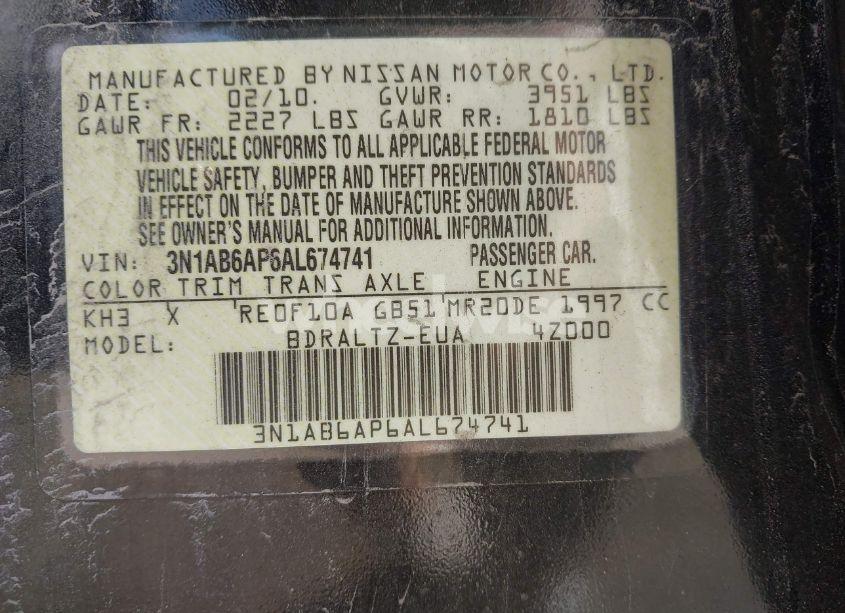 MANUFACTURED BY NISSAN MOTOR CO., LTD.
DATE: 02/10. GVWR: 3951 LBS
GAWR FR: 2227 LBS GAWR RR: 1810 LBS
THIS VEHICLE CONFORMS TO ALL APPLICABLE FEDERAL MOTOR
VEHICLE SAFETY, BUMPER AND THEFT PREVENTION STANDARDS
IN EFFECT ON THE DATE OF MANUFACTURE SHOWN ABOVE.
SEE OWNER'S MANUAL FOR ADDITIONAL INFORMATION.
VIN: 3N1AB6AP6AL674741 PASSENGER CAR.
COLOR TRIM TRANS AXLE ENGINE
KH3 X RE0F10A GB51 MR20DE 1997 CC
MODEL: BDRALTZ-EUA 4Z000
3N1AB6AP6AL674741